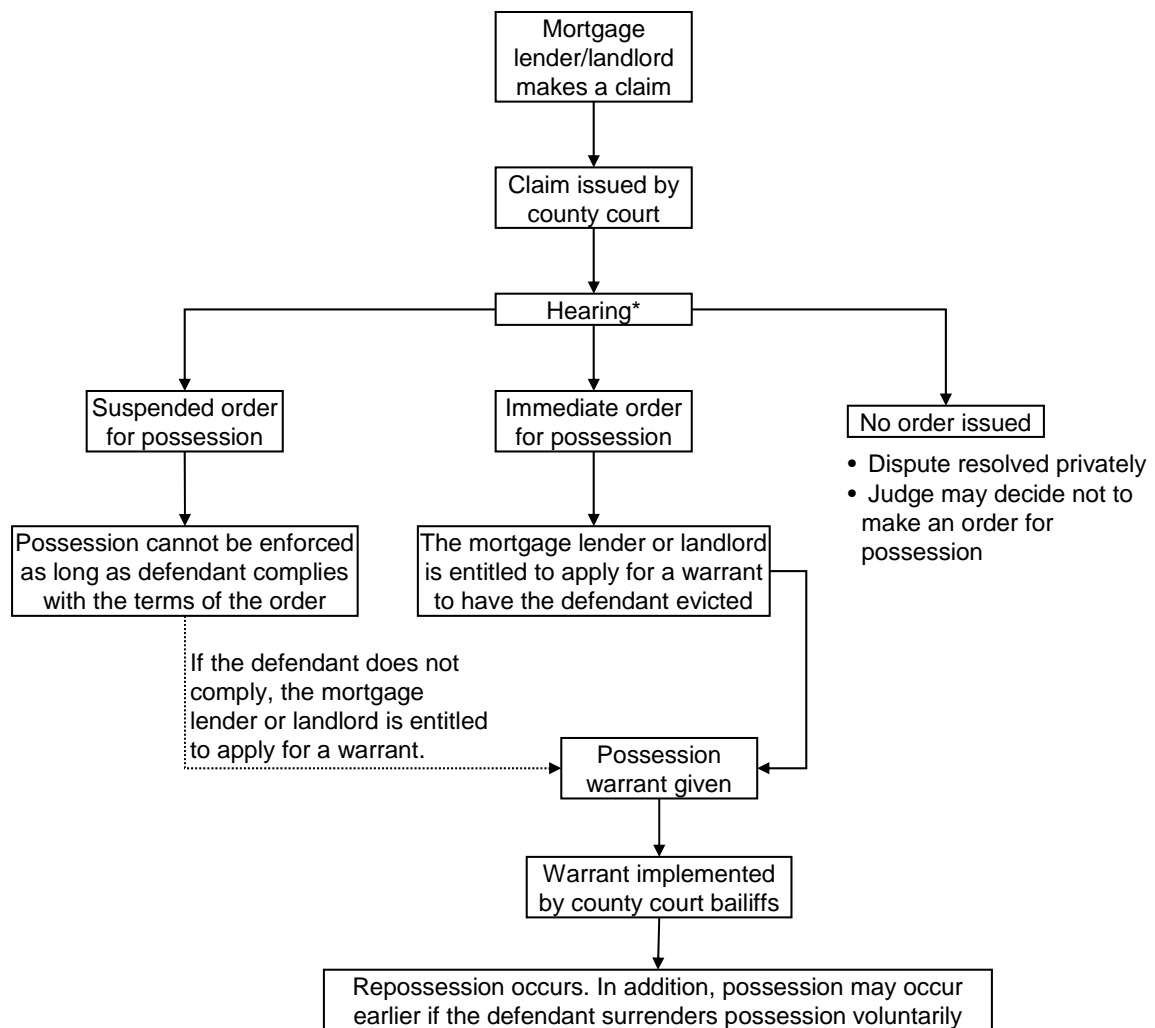 Mortgage
lender/landlord
makes a claim
Claim issued by
county court
Hearing*
Suspended order
for possession
Immediate order
for possession
No order issued
• Dispute resolved privately
• Judge may decide not to
make an order for
possession
Possession cannot be enforced
as long as defendant complies
with the terms of the order
The mortgage lender or landlord
is entitled to apply for a warrant
to have the defendant evicted
If the defendant does not
comply, the mortgage
lender or landlord is entitled
to apply for a warrant.
Possession
warrant given
Warrant implemented
by county court bailiffs
Repossession occurs. In addition, possession may occur
earlier if the defendant surrenders possession voluntarily